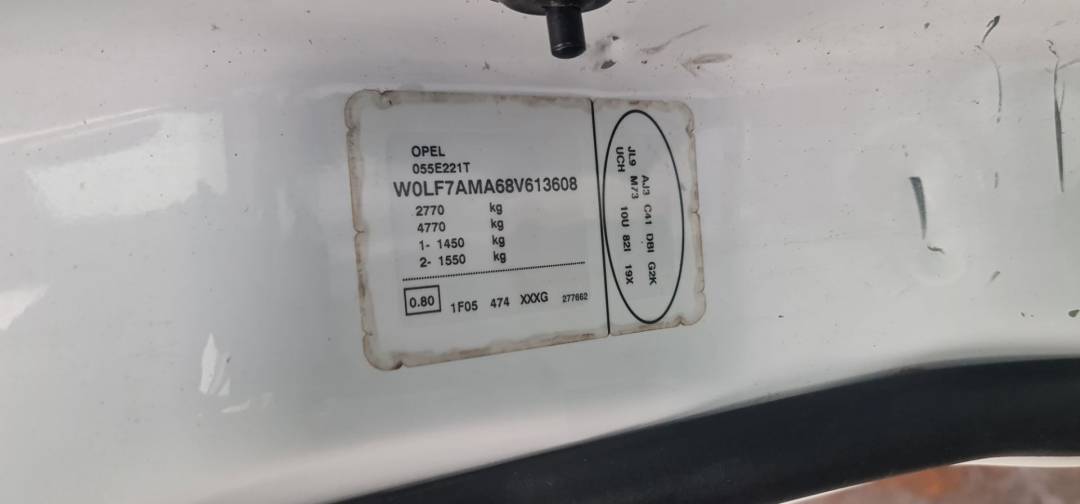 OPEL
055E221T
W0LF7AMA68V613608
2770 kg
4770 kg
1- 1450 kg
2- 1550 kg
0.80 1F05 474 XXXG 277662
AJ3 C41 DBI G2K
JL9 M73 10U 82I 19X
UCH